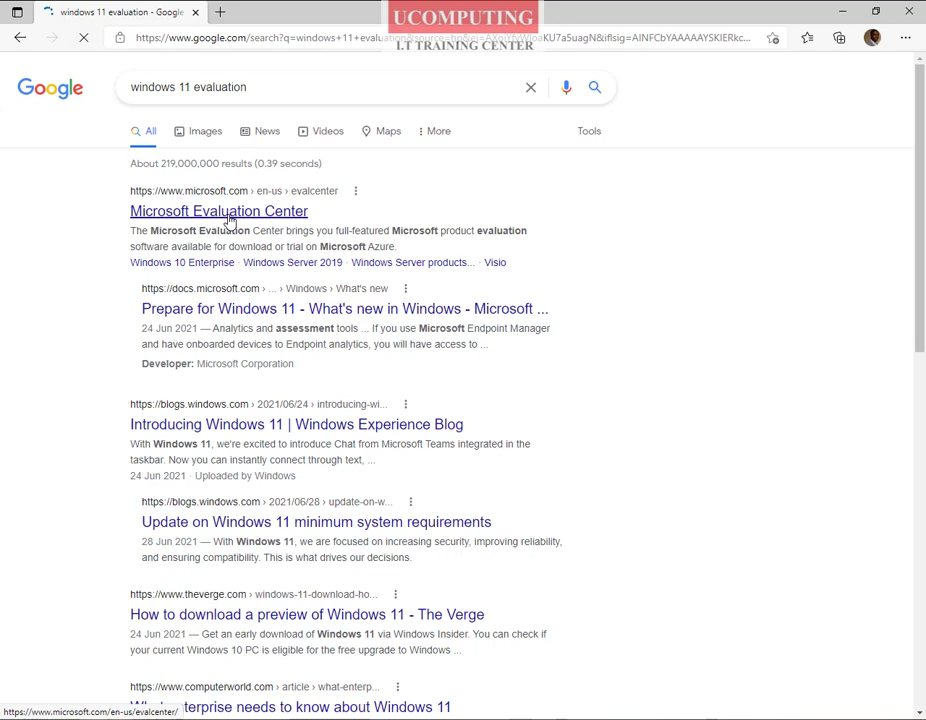 windows 11 evaluation - Google
UCOMPUTING
I.T TRAINING CENTER
https://www.google.com/search?q=windows+11+evaluation&source=hp&ei=
Google
windows 11 evaluation
All
Images
News
Videos
Maps
More
Tools
About 219,000,000 results (0.39 seconds)
https://www.microsoft.com › en-us › evalcenter
Microsoft Evaluation Center
The Microsoft Evaluation Center brings you full-featured Microsoft product evaluation
software available for download or trial on Microsoft Azure.
Windows 10 Enterprise · Windows Server 2019 · Windows Server products... · Visio
https://docs.microsoft.com › ... › Windows › What's new
Prepare for Windows 11 - What's new in Windows - Microsoft ...
24 Jun 2021 — Analytics and assessment tools ... If you use Microsoft Endpoint Manager
and have onboarded devices to Endpoint analytics, you will have access to ...
Developer: Microsoft Corporation
https://blogs.windows.com › 2021/06/24 › introducing-wi...
Introducing Windows 11 | Windows Experience Blog
With Windows 11, we're excited to introduce Chat from Microsoft Teams integrated in the
taskbar. Now you can instantly connect through text, ...
24 Jun 2021 · Uploaded by Windows
https://blogs.windows.com › 2021/06/28 › update-on-w...
Update on Windows 11 minimum system requirements
28 Jun 2021 — With Windows 11, we are focused on increasing security, improving reliability,
and ensuring compatibility. This is what drives our decisions.
https://www.theverge.com › windows-11-download-ho...
How to download a preview of Windows 11 - The Verge
24 Jun 2021 — Get an early download of Windows 11 via Windows Insider. You can check if
your current Windows 10 PC is eligible for the free upgrade to Windows ...
https://www.computerworld.com › article › what-enterp...
What enterprise needs to know about Windows 11
https://www.microsoft.com/en-us/evalcenter/